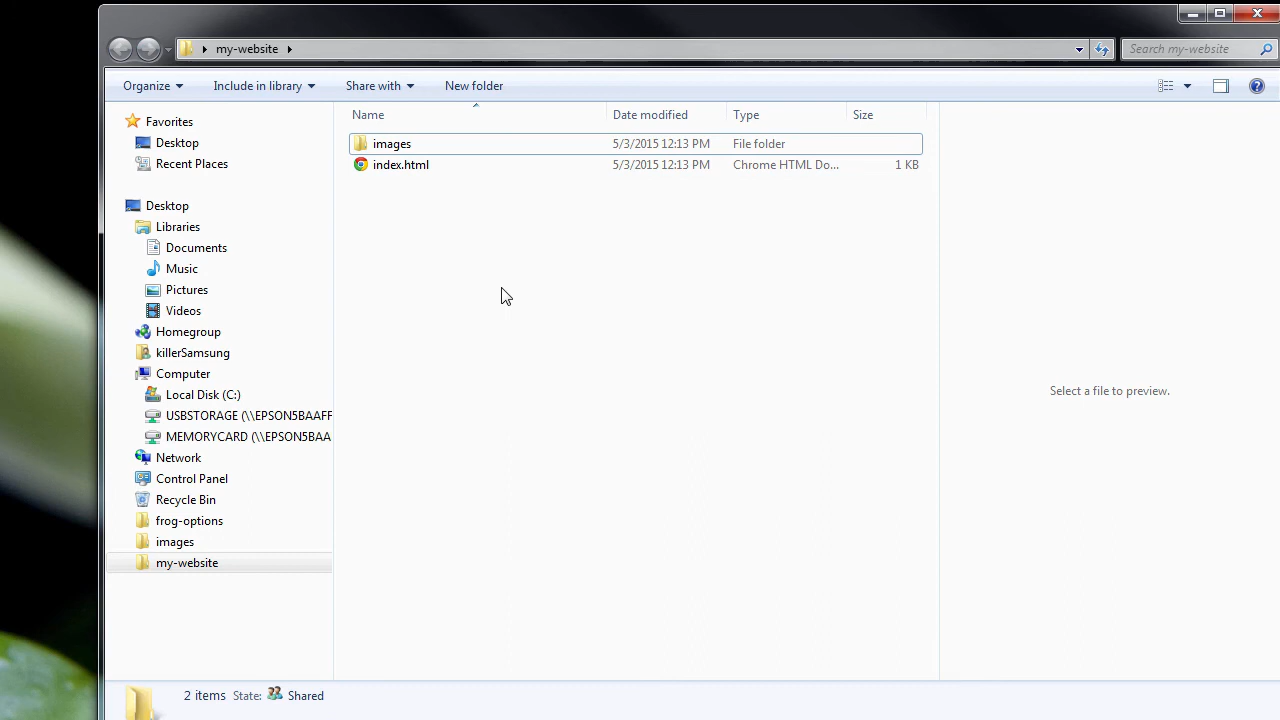 my-website
Search my-website
Organize Include in library Share with New folder
Name Date modified Type Size
images 5/3/2015 12:13 PM File folder
index.html 5/3/2015 12:13 PM Chrome HTML Do... 1 KB
Favorites
Desktop
Recent Places
Desktop
Libraries
Documents
Music
Pictures
Videos
Homegroup
killerSamsung
Computer
Local Disk (C:)
USBSTORAGE (\\EPSON5BAAFF
MEMORYCARD (\\EPSON5BAA
Network
Control Panel
Recycle Bin
frog-options
images
my-website
Select a file to preview.
2 items State: Shared